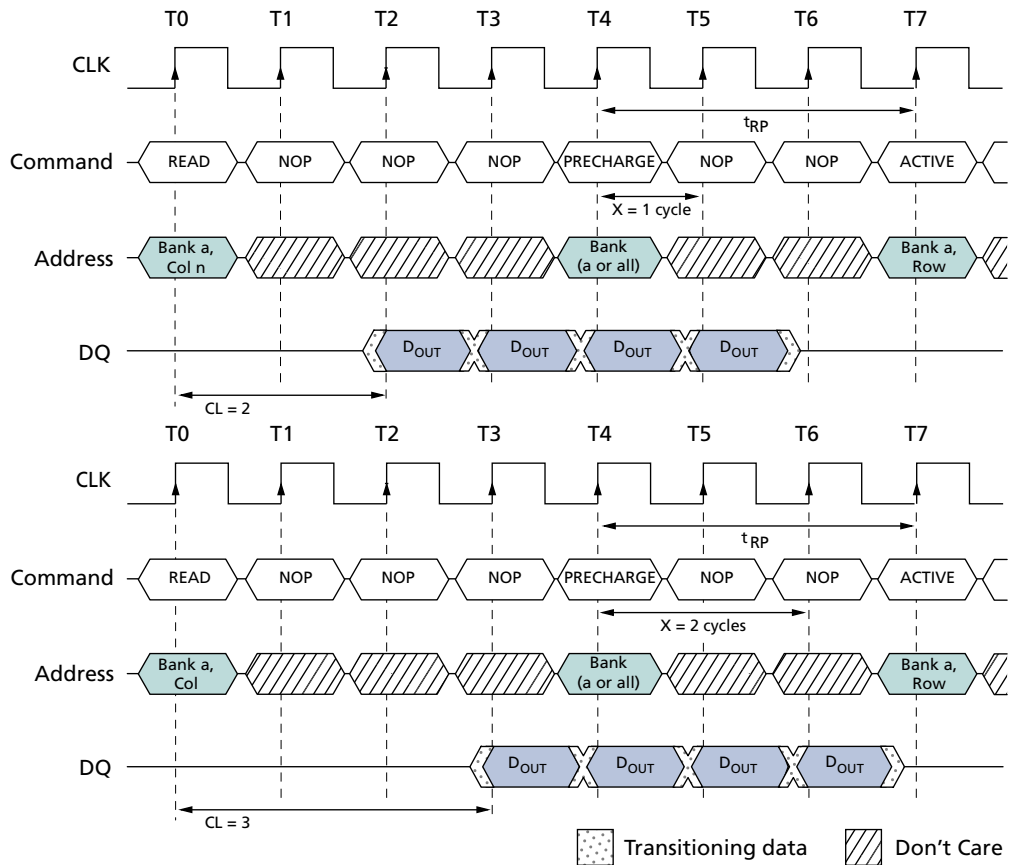 T0 T1 T2 T3 T4 T5 T6 T7
CLK
tRP
Command READ NOP NOP NOP PRECHARGE NOP NOP ACTIVE
X = 1 cycle
Address Bank a, Col n Bank (a or all) Bank a, Row
DQ DOUT DOUT DOUT DOUT
CL = 2
T0 T1 T2 T3 T4 T5 T6 T7
CLK
tRP
Command READ NOP NOP NOP PRECHARGE NOP NOP ACTIVE
X = 2 cycles
Address Bank a, Col Bank (a or all) Bank a, Row
DQ DOUT DOUT DOUT DOUT
CL = 3
Transitioning data Don't Care